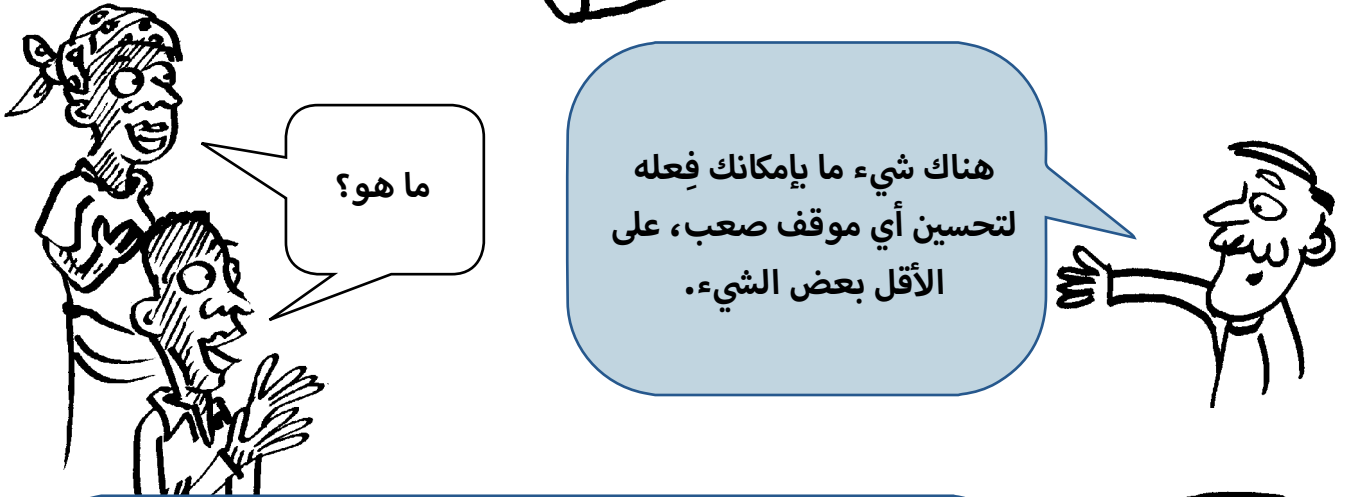 هناك شيء ما بإمكانك فِعله
لتحسين أي موقف صعب، على
الأقل بعض الشيء.
ما هو؟